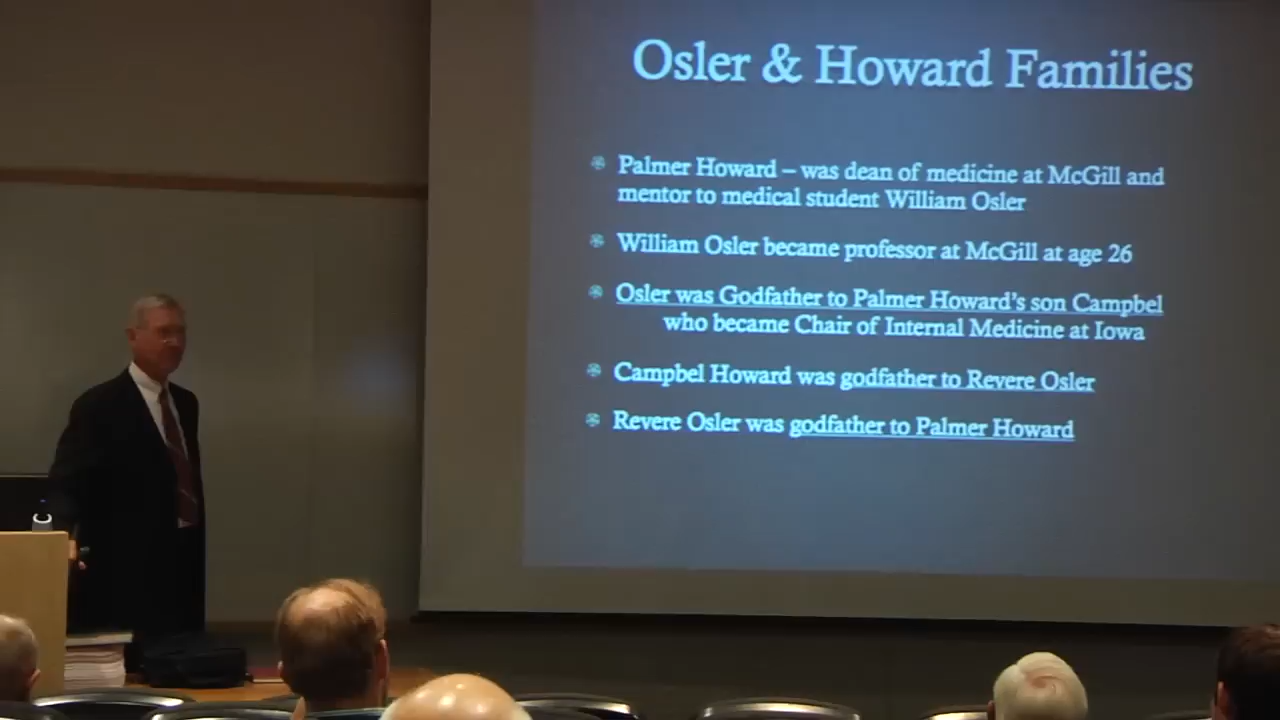 Osler & Howard Families
Palmer Howard – was dean of medicine at McGill and
mentor to medical student William Osler
William Osler became professor at McGill at age 26
Osler was Godfather to Palmer Howard's son Campbel
who became Chair of Internal Medicine at Iowa
Campbel Howard was godfather to Revere Osler
Revere Osler was godfather to Palmer Howard